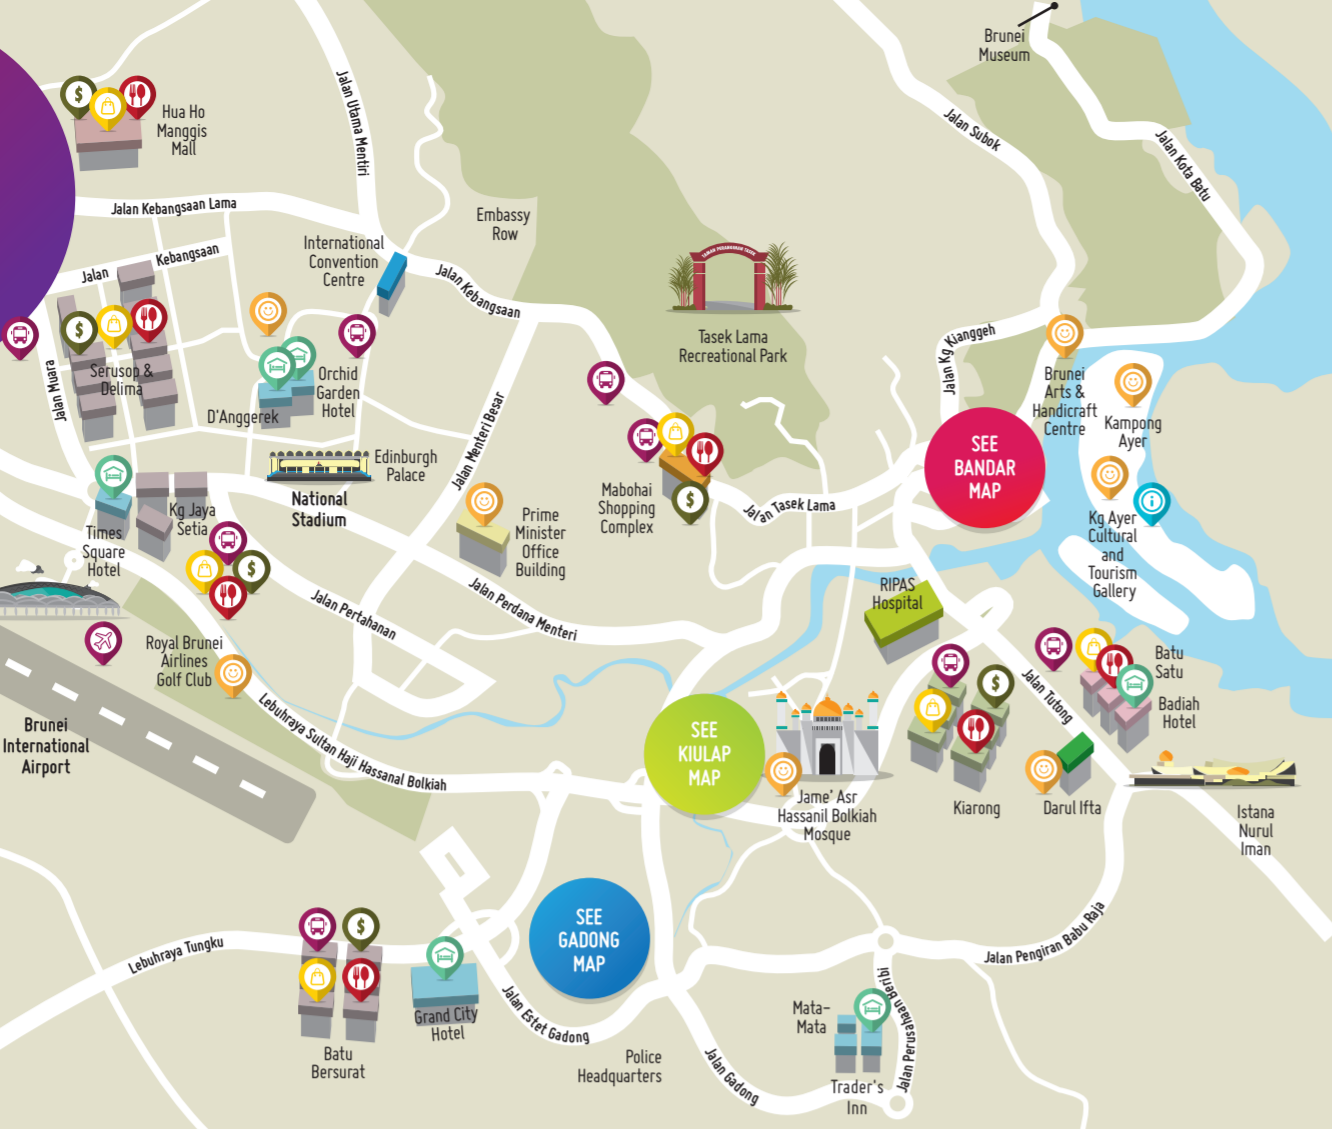 Brunei
Museum
Hua Ho
Manggis
Mall
Jalan Utama Mentiri
Jalan Subok
Jalan Kota Batu
Jalan Kebangsaan Lama
Embassy
Row
International
Convention
Centre
Jalan Kebangsaan
Jalan Kebangsaan
TAMAN PERSIARAN TASEK
Tasek Lama
Recreational Park
Jalan Kg Kianggeh
Jalan Muara
Serusop &
Delima
D'Anggerek
Orchid
Garden
Hotel
Brunei
Arts &
Handicraft
Centre
Kampong
Ayer
Jalan Menteri Besar
SEE
BANDAR
MAP
Edinburgh
Palace
National
Stadium
Mabohai
Shopping
Complex
Jalan Tasek Lama
Kg Ayer
Cultural
and
Tourism
Gallery
Times
Square
Hotel
Kg Jaya
Setia
Prime
Minister
Office
Building
RIPAS
Hospital
Jalan Pertahanan
Jalan Perdana Menteri
Royal Brunei
Airlines
Golf Club
Batu
Satu
Badiah
Hotel
Jalan Tutong
Brunei
International
Airport
Lebuhraya Sultan Haji Hassanal Bolkiah
SEE
KIULAP
MAP
Jame' Asr
Hassanil Bolkiah
Mosque
Kiarong
Darul Ifta
Istana
Nurul
Iman
SEE
GADONG
MAP
Lebuhraya Tungku
Jalan Pengiran Babu Raja
Grand City
Hotel
Jalan Estet Gadong
Batu
Bersurat
Police
Headquarters
Jalan Gadong
Mata-
Mata
Jalan Perusahaan Beribi
Trader's
Inn